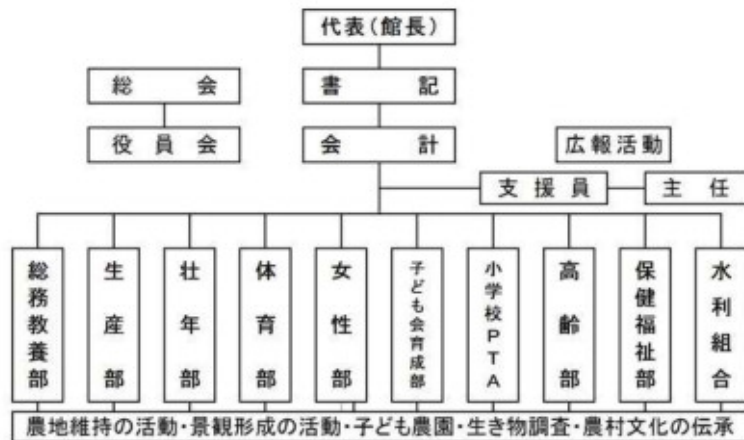 代表(館長)
総会
書記
役員会
会計
広報活動
支援員
主任
総務教養部
生産部
壮年部
体育部
女性部
子ども会育成部
小学校PTA
高齢部
保健福祉部
水利組合
農地維持の活動・景観形成の活動・子ども農園・生き物調査・農村文化の伝承